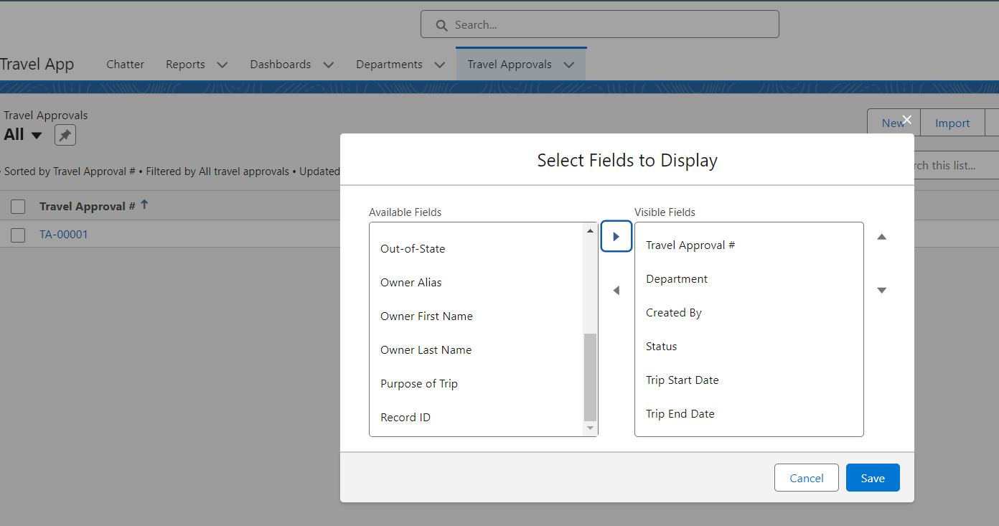 Search...
Travel App
Chatter
Reports
Dashboards
Departments
Travel Approvals
Travel Approvals
All
New
Import
• Sorted by Travel Approval # • Filtered by All travel approvals • Updated
rch this list...
Travel Approval #
TA-00001
Select Fields to Display
Available Fields
Out-of-State
Owner Alias
Owner First Name
Owner Last Name
Purpose of Trip
Record ID
Visible Fields
Travel Approval #
Department
Created By
Status
Trip Start Date
Trip End Date
Cancel
Save